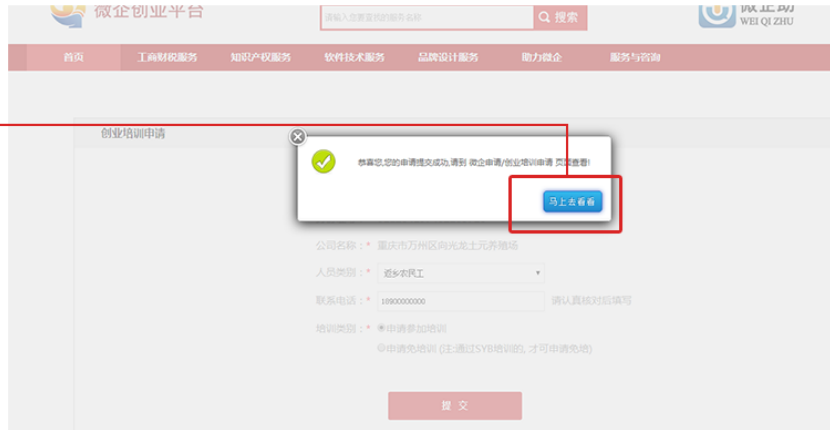 微企创业平台
请输入您要查找的服务名称
搜索
微企助
WEI QI ZHU
首页 工商财税服务 知识产权服务 软件技术服务 品牌设计服务 助力微企 服务与咨询
创业培训申请
恭喜您,您的申请提交成功,请到 微企申请/创业培训申请 页面查看!
马上去看看
公司名称：* 重庆市万州区向光龙土元养殖场
人员类别：* 返乡农民工
联系电话：* 18900000000 请认真核对后填写
培训类别：* 申请参加培训
申请免培训 (注:通过SYB培训的, 才可申请免培)
提 交